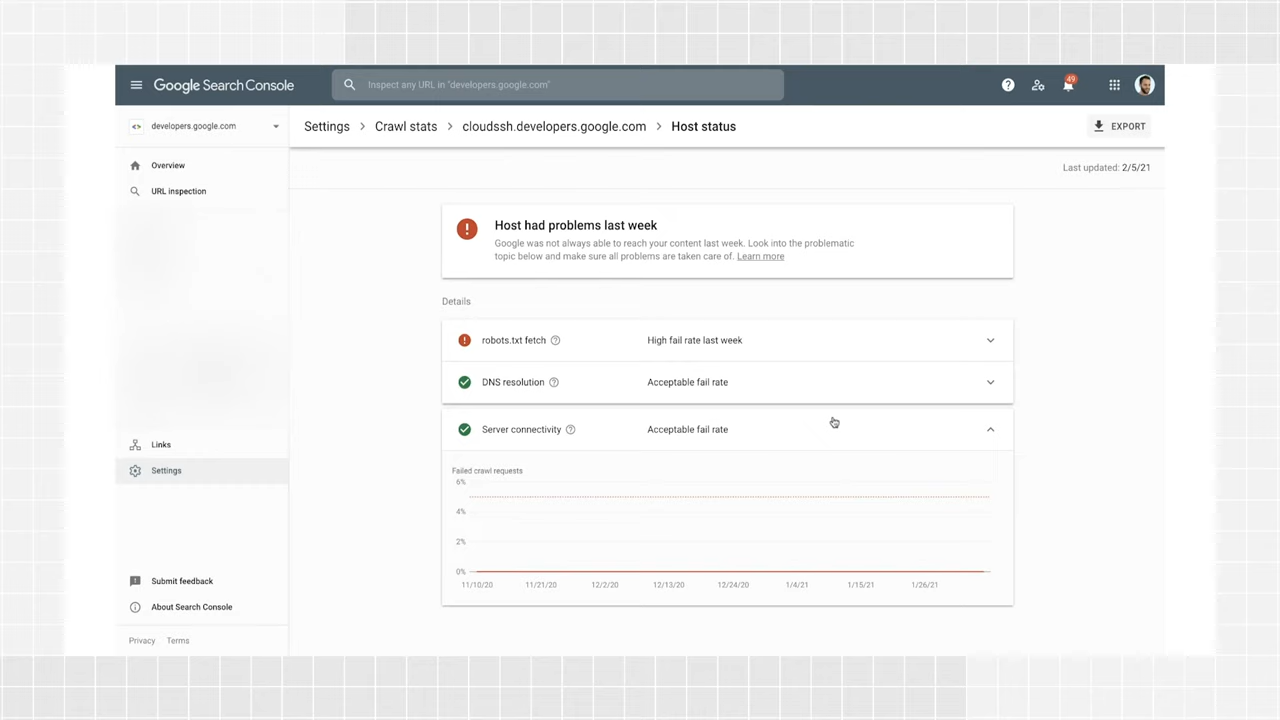 Google Search Console
Inspect any URL in "developers.google.com"
49
<> developers.google.com
Settings > Crawl stats > cloudssh.developers.google.com > Host status
EXPORT
Overview
URL inspection
Last updated: 2/5/21
! Host had problems last week
Google was not always able to reach your content last week. Look into the problematic
topic below and make sure all problems are taken care of. Learn more
Details
robots.txt fetch High fail rate last week
DNS resolution Acceptable fail rate
Server connectivity Acceptable fail rate
Links
Settings
Failed crawl requests
6%
4%
2%
0%
11/10/20 11/21/20 12/2/20 12/13/20 12/24/20 1/4/21 1/15/21 1/26/21
Submit feedback
About Search Console
Privacy Terms